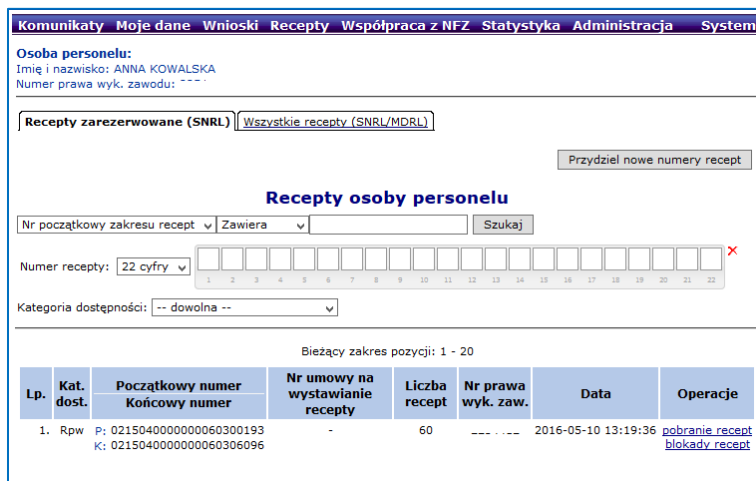 Komunikaty Moje dane Wnioski Recepty Współpraca z NFZ Statystyka Administracja System
Osoba personelu:
Imię i nazwisko: ANNA KOWALSKA
Numer prawa wyk. zawodu:
Recepty zarezerwowane (SNRL) Wszystkie recepty (SNRL/MDRL)
Przydziel nowe numery recept
Recepty osoby personelu
Nr początkowy zakresu recept Zawiera Szukaj
Numer recepty: 22 cyfry
1 2 3 4 5 6 7 8 9 10 11 12 13 14 15 16 17 18 19 20 21 22
Kategoria dostępności: -- dowolna --
Bieżący zakres pozycji: 1 - 20
Lp. Kat. dost. Początkowy numer Końcowy numer Nr umowy na wystawianie recepty Liczba recept Nr prawa wyk. zaw. Data Operacje
1. Rpw P: 0215040000000060300193 - 60 2016-05-10 13:19:36 pobranie recept
K: 0215040000000060306096 blokady recept